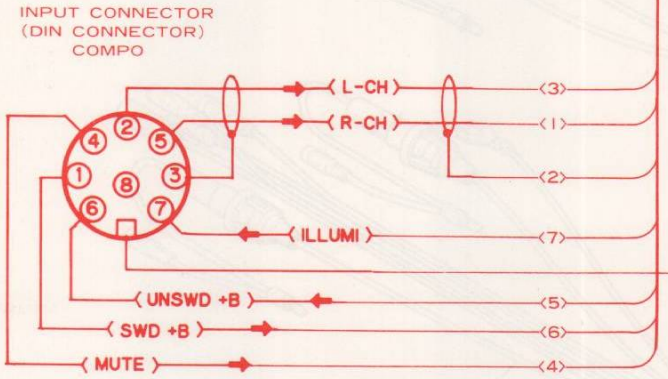 INPUT CONNECTOR
(DIN CONNECTOR)
COMPO
L-CH
(3)
2
4
5
R-CH
(1)
1
8
3
(2)
6
7
ILLUMI
(7)
UNSWD +B
(5)
SWD +B
(6)
MUTE
(4)